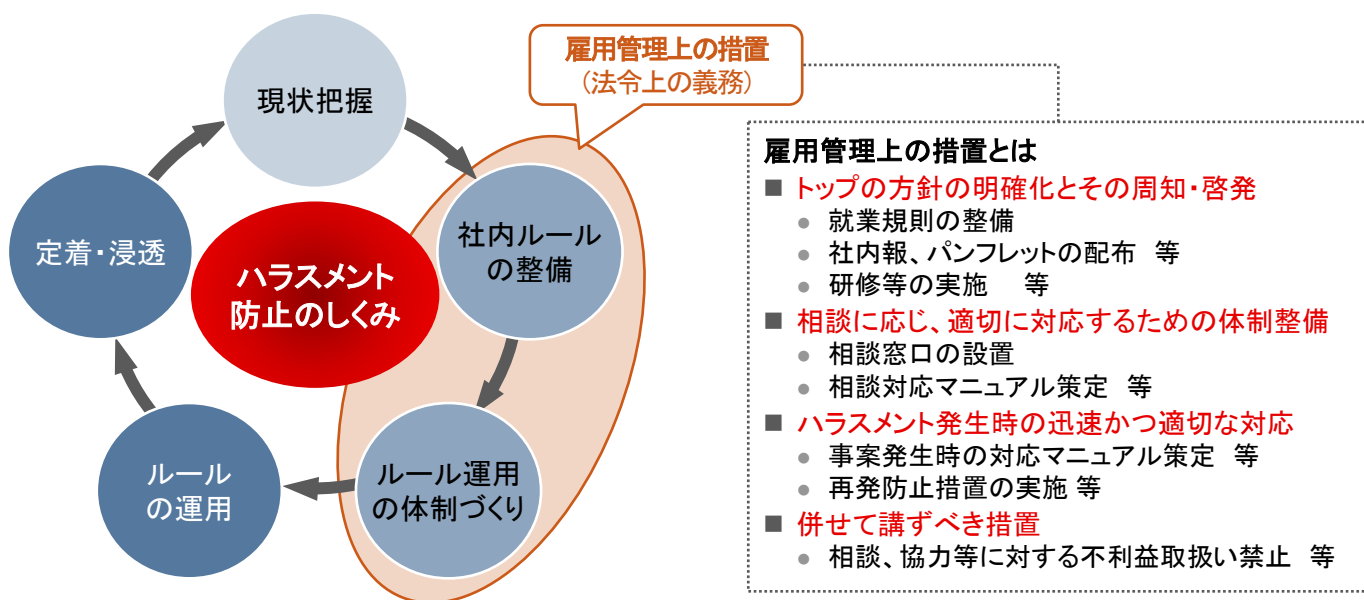 雇用管理上の措置
（法令上の義務）
現状把握
社内ルール
の整備
ルール運用
の体制づくり
ルール
の運用
定着・浸透
ハラスメント
防止のしくみ
雇用管理上の措置とは
■ トップの方針の明確化とその周知・啓発
● 就業規則の整備
● 社内報、パンフレットの配布　等
● 研修等の実施　 等
■ 相談に応じ、適切に対応するための体制整備
● 相談窓口の設置
● 相談対応マニュアル策定　等
■ ハラスメント発生時の迅速かつ適切な対応
● 事案発生時の対応マニュアル策定　等
● 再発防止措置の実施 等
■ 併せて講ずべき措置
● 相談、協力等に対する不利益取扱い禁止　等